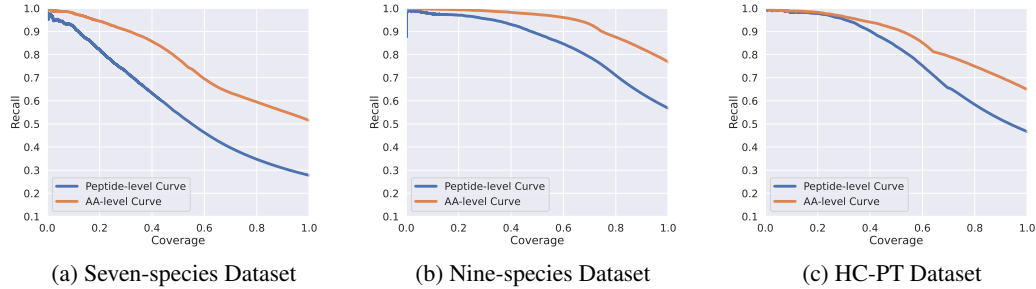 1.0
0.9
0.8
0.7
0.6
0.5
0.4
0.3
0.2
0.1
Recall
Peptide-level Curve
AA-level Curve
0.0 0.2 0.4 0.6 0.8 1.0
Coverage
(a) Seven-species Dataset
1.0
0.9
0.8
0.7
0.6
0.5
0.4
0.3
0.2
0.1
Recall
Peptide-level Curve
AA-level Curve
0.0 0.2 0.4 0.6 0.8 1.0
Coverage
(b) Nine-species Dataset
1.0
0.9
0.8
0.7
0.6
0.5
0.4
0.3
0.2
0.1
Recall
Peptide-level Curve
AA-level Curve
0.0 0.2 0.4 0.6 0.8 1.0
Coverage
(c) HC-PT Dataset